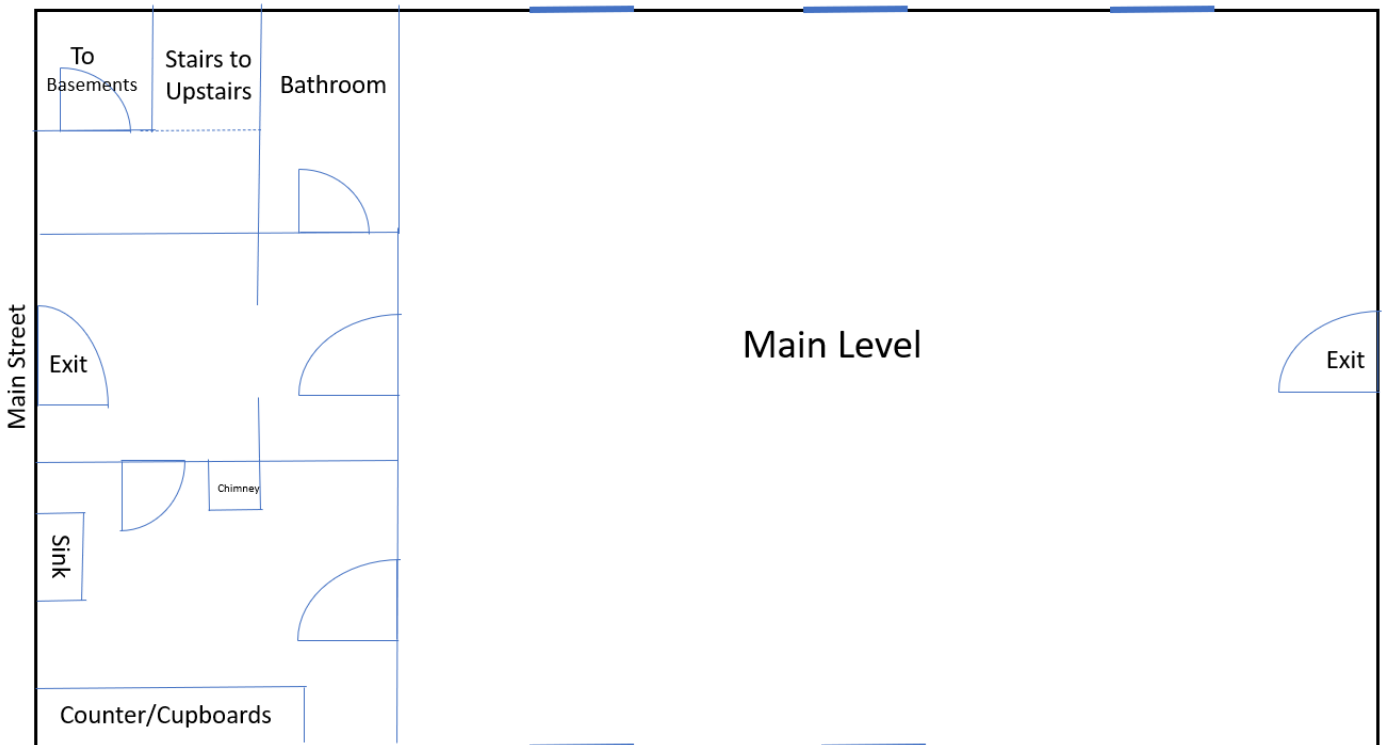 To
Basements
Stairs to
Upstairs
Bathroom
Main Street
Exit
Main Level
Exit
Chimney
Sink
Counter/Cupboards